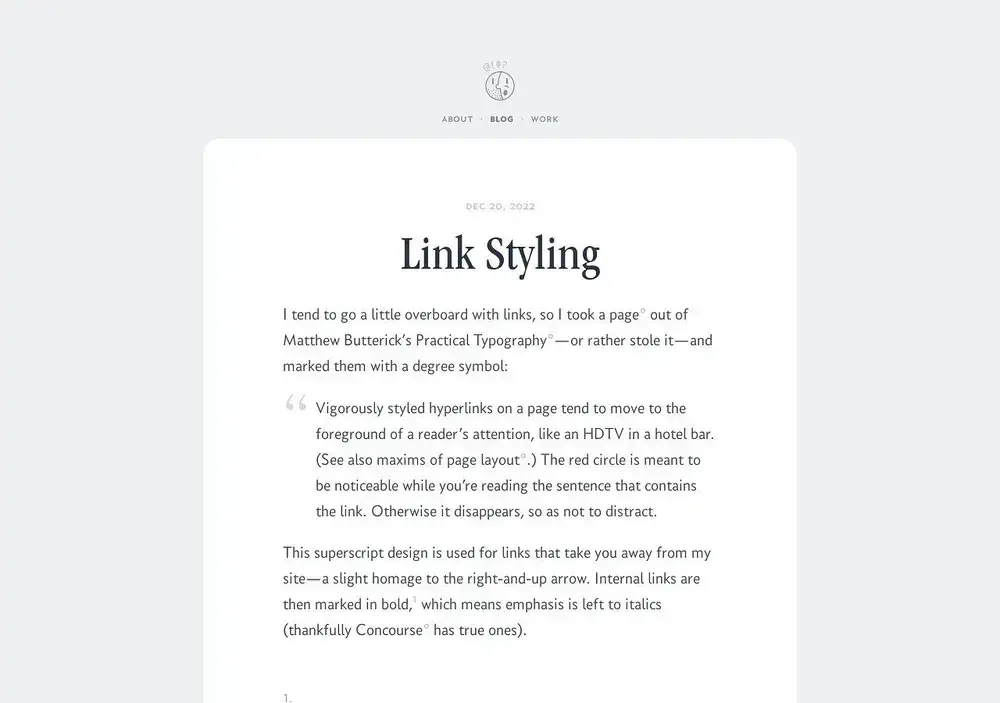 @!#?
ABOUT · BLOG · WORK
DEC 20, 2022
Link Styling
I tend to go a little overboard with links, so I took a page° out of
Matthew Butterick’s Practical Typography°—or rather stole it—and
marked them with a degree symbol:
“ Vigorously styled hyperlinks on a page tend to move to the
foreground of a reader’s attention, like an HDTV in a hotel bar.
(See also maxims of page layout°.) The red circle is meant to
be noticeable while you’re reading the sentence that contains
the link. Otherwise it disappears, so as not to distract.
This superscript design is used for links that take you away from my
site—a slight homage to the right-and-up arrow. Internal links are
then marked in bold,¹ which means emphasis is left to italics
(thankfully Concourse° has true ones).
1.